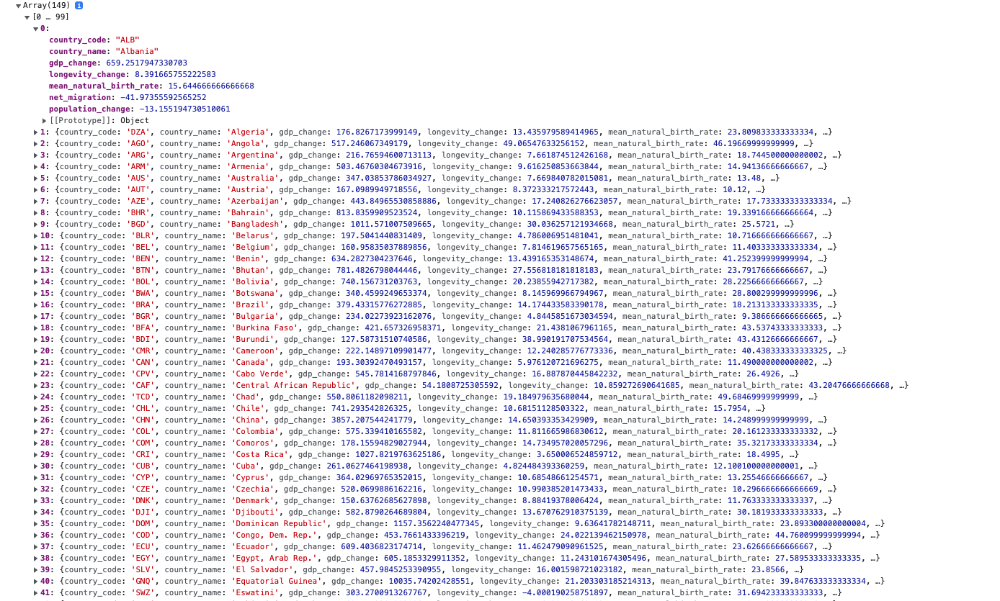 Array(149) i
[0 … 99]
0:
country_code: "ALB"
country_name: "Albania"
gdp_change: 659.2517947330703
longevity_change: 8.391665755222583
mean_natural_birth_rate: 15.644666666666668
net_migration: −41.97355592565252
population_change: −13.155194730510061
[[Prototype]]: Object
1: {country_code: 'DZA', country_name: 'Algeria', gdp_change: 176.8267173999149, longevity_change: 13.435979589414965, mean_natural_birth_rate: 23.809833333333334, …}
2: {country_code: 'AGO', country_name: 'Angola', gdp_change: 517.246067349179, longevity_change: 49.06547633256152, mean_natural_birth_rate: 46.19669999999999, …}
3: {country_code: 'ARG', country_name: 'Argentina', gdp_change: 216.76594600713113, longevity_change: 7.661874512426168, mean_natural_birth_rate: 18.744500000000002, …}
4: {country_code: 'ARM', country_name: 'Armenia', gdp_change: 503.46760304673916, longevity_change: 9.616250853663844, mean_natural_birth_rate: 14.94136666666667, …}
5: {country_code: 'AUS', country_name: 'Australia', gdp_change: 347.03853786034927, longevity_change: 7.669840782015081, mean_natural_birth_rate: 13.48, …}
6: {country_code: 'AUT', country_name: 'Austria', gdp_change: 167.0989949718556, longevity_change: 8.372333217572443, mean_natural_birth_rate: 10.12, …}
7: {country_code: 'AZE', country_name: 'Azerbaijan', gdp_change: 443.84965530858886, longevity_change: 17.240826276623057, mean_natural_birth_rate: 17.733333333333334, …}
8: {country_code: 'BHR', country_name: 'Bahrain', gdp_change: 813.8359909523524, longevity_change: 10.115869433588353, mean_natural_birth_rate: 19.339166666666664, …}
9: {country_code: 'BGD', country_name: 'Bangladesh', gdp_change: 1011.571007509665, longevity_change: 30.036257121934668, mean_natural_birth_rate: 25.5721, …}
10: {country_code: 'BLR', country_name: 'Belarus', gdp_change: 197.5041440831409, longevity_change: 4.786006951481041, mean_natural_birth_rate: 10.716666666666667, …}
11: {country_code: 'BEL', country_name: 'Belgium', gdp_change: 160.95835037889856, longevity_change: 7.814619657565165, mean_natural_birth_rate: 11.403333333333334, …}
12: {country_code: 'BEN', country_name: 'Benin', gdp_change: 634.2827304237646, longevity_change: 13.439165353148674, mean_natural_birth_rate: 41.252399999999994, …}
13: {country_code: 'BTN', country_name: 'Bhutan', gdp_change: 781.4826798044446, longevity_change: 27.556818181818183, mean_natural_birth_rate: 23.79176666666667, …}
14: {country_code: 'BOL', country_name: 'Bolivia', gdp_change: 740.156731203763, longevity_change: 20.23855942717382, mean_natural_birth_rate: 28.22566666666667, …}
15: {country_code: 'BWA', country_name: 'Botswana', gdp_change: 340.4599249653374, longevity_change: 8.145969966794967, mean_natural_birth_rate: 28.800299999999996, …}
16: {country_code: 'BRA', country_name: 'Brazil', gdp_change: 379.43315776272885, longevity_change: 14.174433583390178, mean_natural_birth_rate: 18.213133333333335, …}
17: {country_code: 'BGR', country_name: 'Bulgaria', gdp_change: 234.02273923162076, longevity_change: 4.8445851673034594, mean_natural_birth_rate: 9.386666666666665, …}
18: {country_code: 'BFA', country_name: 'Burkina Faso', gdp_change: 421.657326958371, longevity_change: 21.4381067961165, mean_natural_birth_rate: 43.53743333333333, …}
19: {country_code: 'BDI', country_name: 'Burundi', gdp_change: 127.58731510740586, longevity_change: 38.990191707534564, mean_natural_birth_rate: 43.43126666666667, …}
20: {country_code: 'CMR', country_name: 'Cameroon', gdp_change: 222.14897109901477, longevity_change: 12.240285776773336, mean_natural_birth_rate: 40.438333333333325, …}
21: {country_code: 'CAN', country_name: 'Canada', gdp_change: 193.30392470493157, longevity_change: 5.976120721696275, mean_natural_birth_rate: 11.490000000000002, …}
22: {country_code: 'CPV', country_name: 'Cabo Verde', gdp_change: 545.7814168797846, longevity_change: 16.887870445842232, mean_natural_birth_rate: 26.4926, …}
23: {country_code: 'CAF', country_name: 'Central African Republic', gdp_change: 54.1808725305592, longevity_change: 10.859272690641685, mean_natural_birth_rate: 43.20476666666668, …}
24: {country_code: 'TCD', country_name: 'Chad', gdp_change: 550.8061182098211, longevity_change: 19.184979635680044, mean_natural_birth_rate: 49.68469999999999, …}
25: {country_code: 'CHL', country_name: 'Chile', gdp_change: 741.293542826325, longevity_change: 10.68151128503322, mean_natural_birth_rate: 15.7954, …}
26: {country_code: 'CHN', country_name: 'China', gdp_change: 3857.207544241779, longevity_change: 14.650393353429909, mean_natural_birth_rate: 14.248999999999999, …}
27: {country_code: 'COL', country_name: 'Colombia', gdp_change: 575.339410165582, longevity_change: 11.811665986830612, mean_natural_birth_rate: 20.161233333333332, …}
28: {country_code: 'COM', country_name: 'Comoros', gdp_change: 178.15594829027944, longevity_change: 14.734957020057296, mean_natural_birth_rate: 35.32173333333334, …}
29: {country_code: 'CRI', country_name: 'Costa Rica', gdp_change: 1027.8219763625186, longevity_change: 3.650006524859712, mean_natural_birth_rate: 18.4995, …}
30: {country_code: 'CUB', country_name: 'Cuba', gdp_change: 261.0627464198938, longevity_change: 4.824484393360259, mean_natural_birth_rate: 12.100100000000001, …}
31: {country_code: 'CYP', country_name: 'Cyprus', gdp_change: 364.02969765352015, longevity_change: 10.68548661254571, mean_natural_birth_rate: 13.25546666666667, …}
32: {country_code: 'CZE', country_name: 'Czechia', gdp_change: 520.0699886162216, longevity_change: 10.990385201473433, mean_natural_birth_rate: 10.296666666666669, …}
33: {country_code: 'DNK', country_name: 'Denmark', gdp_change: 150.63762685627898, longevity_change: 8.88419378006424, mean_natural_birth_rate: 11.763333333333337, …}
34: {country_code: 'DJI', country_name: 'Djibouti', gdp_change: 582.8790264689804, longevity_change: 13.670762910375139, mean_natural_birth_rate: 30.181933333333333, …}
35: {country_code: 'DOM', country_name: 'Dominican Republic', gdp_change: 1157.3562240477345, longevity_change: 9.63641782148711, mean_natural_birth_rate: 23.893300000000004, …}
36: {country_code: 'COD', country_name: 'Congo, Dem. Rep.', gdp_change: 453.7661433396219, longevity_change: 24.022139462150978, mean_natural_birth_rate: 44.760099999999994, …}
37: {country_code: 'ECU', country_name: 'Ecuador', gdp_change: 609.4036823174714, longevity_change: 11.462479090961525, mean_natural_birth_rate: 23.62666666666667, …}
38: {country_code: 'EGY', country_name: 'Egypt, Arab Rep.', gdp_change: 605.1853329911352, longevity_change: 11.243101674305496, mean_natural_birth_rate: 27.589533333333335, …}
39: {country_code: 'SLV', country_name: 'El Salvador', gdp_change: 457.9845253390955, longevity_change: 16.001598721023182, mean_natural_birth_rate: 23.8566, …}
40: {country_code: 'GNQ', country_name: 'Equatorial Guinea', gdp_change: 10035.74202428551, longevity_change: 21.203303185214313, mean_natural_birth_rate: 39.847633333333334, …}
41: {country_code: 'SWZ', country_name: 'Eswatini', gdp_change: 303.2700913267767, longevity_change: −4.000190258751897, mean_natural_birth_rate: 31.694233333333333, …}